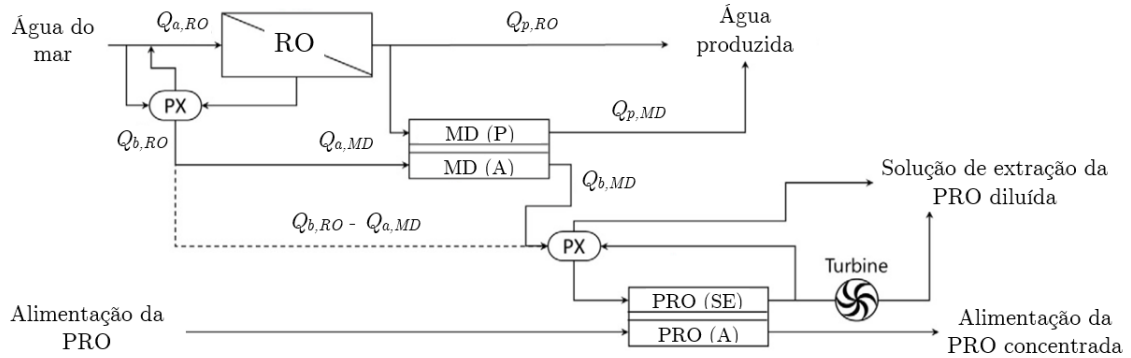 Água do
mar
Q_{a,RO}
RO
Q_{p,RO}
Água
produzida
PX
Q_{b,RO}
Q_{a,MD}
MD (P)
MD (A)
Q_{p,MD}
Q_{b,MD}
Solução de extração da
PRO diluída
Q_{b,RO} - Q_{a,MD}
PX
Turbine
Alimentação da
PRO
PRO (SE)
PRO (A)
Alimentação da
PRO concentrada